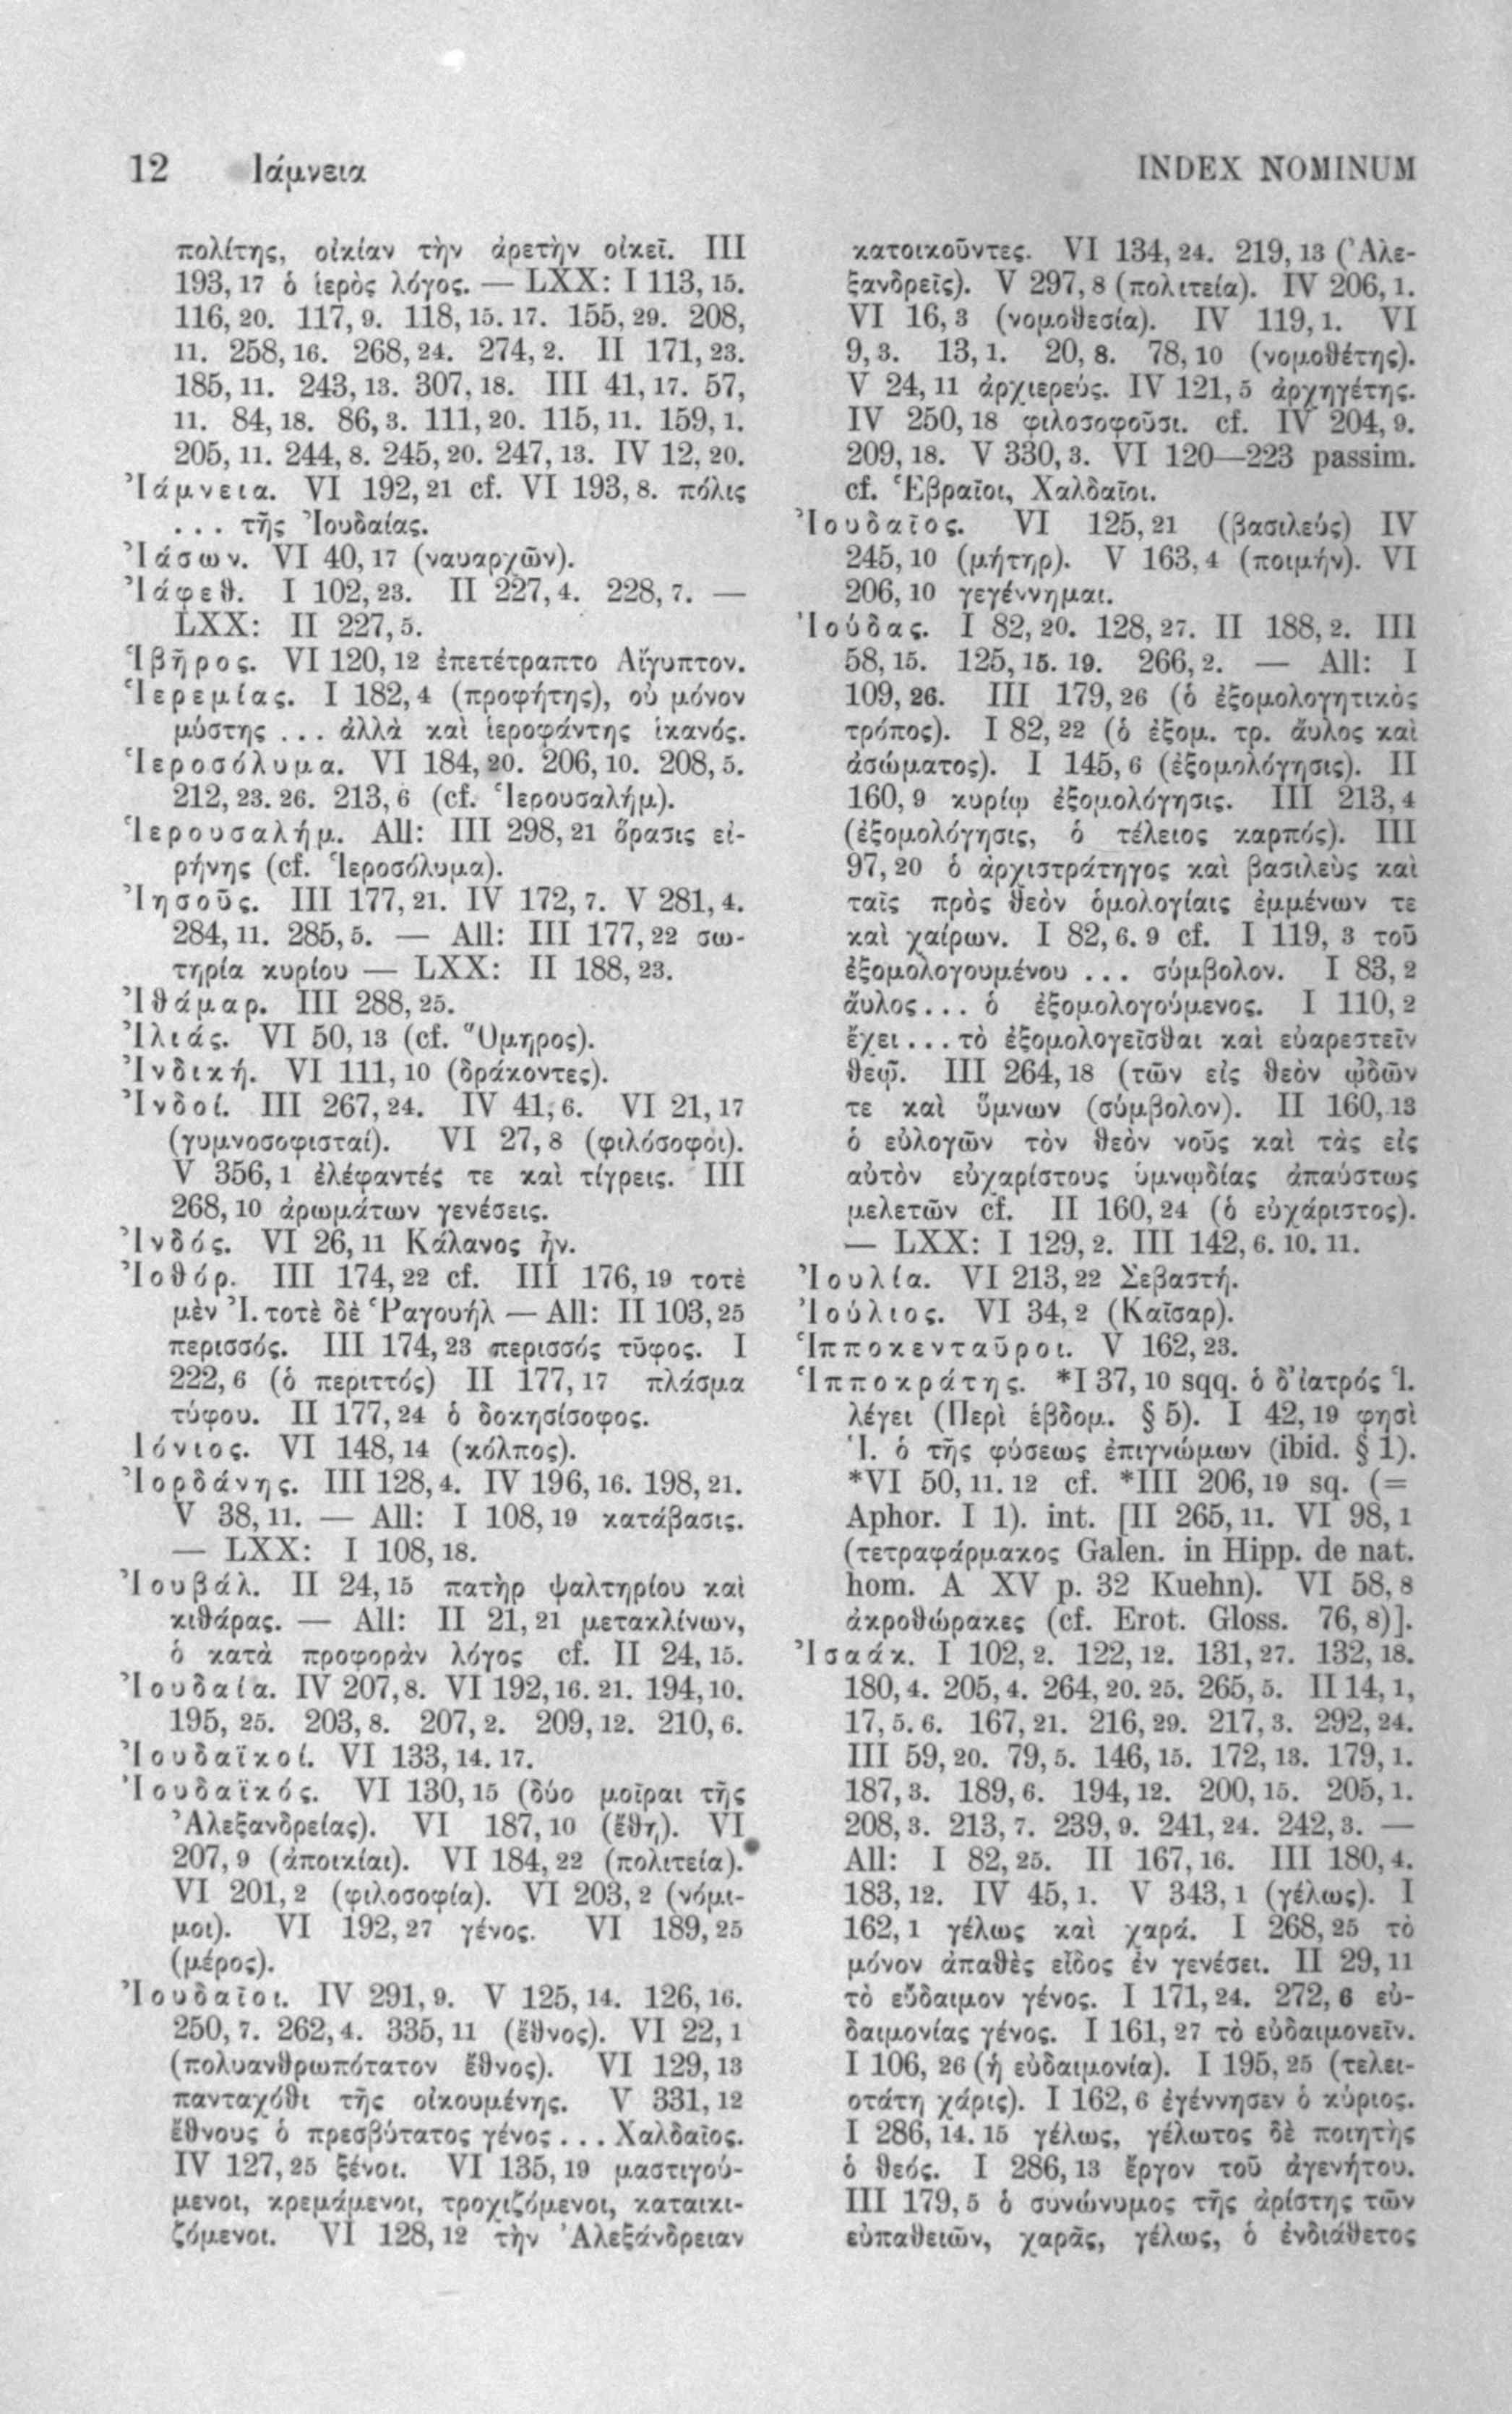 12 Ἰάμνεια
INDEX NOMINUM
πολίτης, οἰκίαν τὴν ἀρετὴν οἰκεῖ. III
193, 17 ὁ ἱερὸς λόγος. — LXX: I 113, 15.
116, 20. 117, 9. 118, 15. 17. 155, 29. 208,
11. 258, 16. 268, 24. 274, 2. II 171, 23.
185, 11. 243, 13. 307, 18. III 41, 17. 57,
11. 84, 18. 86, 3. 111, 20. 115, 11. 159, 1.
205, 11. 244, 8. 245, 20. 247, 13. IV 12, 20.
Ἰάμνεια. VI 192, 21 cf. VI 193, 8. πόλις
... τῆς Ἰουδαίας.
Ἰάσων. VI 40, 17 (ναυαρχῶν).
Ἰάφεθ. I 102, 23. II 227, 4. 228, 7. —
LXX: II 227, 5.
Ἰβῆρος. VI 120, 12 ἐπετέτραπτο Αἴγυπτον.
Ἱερεμίας. I 182, 4 (προφήτης), οὐ μόνον
μύστης ... ἀλλὰ καὶ ἱεροφάντης ἱκανός.
Ἱεροσόλυμα. VI 184, 20. 206, 10. 208, 5.
212, 23. 26. 213, 6 (cf. Ἱερουσαλήμ).
Ἱερουσαλήμ. All: III 298, 21 ὅρασις εἰ-
ρήνης (cf. Ἱεροσόλυμα).
Ἰησοῦς. III 177, 21. IV 172, 7. V 281, 4.
284, 11. 285, 5. — All: III 177, 22 σω-
τηρία κυρίου — LXX: II 188, 23.
Ἰθάμαρ. III 288, 25.
Ἰλιάς. VI 50, 13 (cf. Ὅμηρος).
Ἰνδική. VI 111, 10 (δράκοντες).
Ἰνδοί. III 267, 24. IV 41, 6. VI 21, 17
(γυμνοσοφισταί). VI 27, 8 (φιλόσοφοι).
V 356, 1 ἐλέφαντές τε καὶ τίγρεις. III
268, 10 ἀρωμάτων γενέσεις.
Ἰνδός. VI 26, 11 Κάλανος ἦν.
Ἰοθόρ. III 174, 22 cf. III 176, 19 τοτὲ
μὲν Ἰ. τοτὲ δὲ Ῥαγουήλ — All: II 103, 25
περισσός. III 174, 23 περισσός τῦφος. I
222, 6 (ὁ περιττός) II 177, 17 πλάσμα
τύφου. II 177, 24 ὁ δοκησίσοφος.
Ἰόνιος. VI 148, 14 (κόλπος).
Ἰορδάνης. III 128, 4. IV 196, 16. 198, 21.
V 38, 11. — All: I 108, 19 κατάβασις.
— LXX: I 108, 18.
Ἰουβάλ. II 24, 15 πατὴρ ψαλτηρίου καὶ
κιθάρας. — All: II 21, 21 μετακλίνων,
ὁ κατὰ προφορὰν λόγος cf. II 24, 15.
Ἰουδαία. IV 207, 8. VI 192, 16. 21. 194, 10.
195, 25. 203, 8. 207, 2. 209, 12. 210, 6.
Ἰουδαϊκοί. VI 133, 14. 17.
Ἰουδαϊκός. VI 130, 15 (δύο μοῖραι τῆς
Ἀλεξανδρείας). VI 187, 10 (ἔθη). VI
207, 9 (ἀποικίαι). VI 184, 22 (πολιτεία).
VI 201, 2 (φιλοσοφία). VI 203, 2 (νόμι-
μοι). VI 192, 27 γένος. VI 189, 25
(μέρος).
Ἰουδαῖοι. IV 291, 9. V 125, 14. 126, 16.
250, 7. 262, 4. 335, 11 (ἔθνος). VI 22, 1
(πολυανθρωπότατον ἔθνος). VI 129, 13
πανταχόθι τῆς οἰκουμένης. V 331, 12
ἔθνους ὁ πρεσβύτατος γένος ... Χαλδαῖος.
IV 127, 25 ξένοι. VI 135, 19 μαστιγού-
μενοι, κρεμάμενοι, τροχιζόμενοι, καταικι-
ζόμενοι. VI 128, 12 τὴν Ἀλεξάνδρειαν
κατοικοῦντες. VI 134, 24. 219, 13 (Ἀλε-
ξανδρεῖς). V 297, 8 (πολιτεία). IV 206, 1.
VI 16, 3 (νομοθεσία). IV 119, 1. VI
9, 3. 13, 1. 20, 8. 78, 10 (νομοθέτης).
V 24, 11 ἀρχιερεύς. IV 121, 5 ἀρχηγέτης.
IV 250, 18 φιλοσοφοῦσι. cf. IV 204, 9.
209, 18. V 330, 3. VI 120—223 passim.
cf. Ἑβραῖοι, Χαλδαῖοι.
Ἰουδαῖος. VI 125, 21 (βασιλεύς) IV
245, 10 (μήτηρ). V 163, 4 (ποιμήν). VI
206, 10 γεγέννημαι.
Ἰούδας. I 82, 20. 128, 27. II 188, 2. III
58, 15. 125, 15. 19. 266, 2. — All: I
109, 26. III 179, 26 (ὁ ἐξομολογητικὸς
τρόπος). I 82, 22 (ὁ ἐξομ. τρ. ἄυλος καὶ
ἀσώματος). I 145, 6 (ἐξομολόγησις). II
160, 9 κυρίῳ ἐξομολόγησις. III 213, 4
(ἐξομολόγησις, ὁ τέλειος καρπός). III
97, 20 ὁ ἀρχιστράτηγος καὶ βασιλεὺς καὶ
ταῖς πρὸς θεὸν ὁμολογίαις ἐμμένων τε
καὶ χαίρων. I 82, 6. 9 cf. I 119, 3 τοῦ
ἐξομολογουμένου ... σύμβολον. I 83, 2
ἄυλος ... ὁ ἐξομολογούμενος. I 110, 2
ἔχει ... τὸ ἐξομολογεῖσθαι καὶ εὐαρεστεῖν
θεῷ. III 264, 18 (τῶν εἰς θεὸν ᾠδῶν
τε καὶ ὕμνων (σύμβολον). II 160, 13
ὁ εὐλογῶν τὸν θεὸν νοῦς καὶ τὰς εἰς
αὐτὸν εὐχαρίστους ὑμνῳδίας ἀπαύστως
μελετῶν cf. II 160, 24 (ὁ εὐχάριστος).
— LXX: I 129, 2. III 142, 6. 10. 11.
Ἰουλία. VI 213, 22 Σεβαστή.
Ἰούλιος. VI 34, 2 (Καῖσαρ).
Ἱπποκενταῦροι. V 162, 23.
Ἱπποκράτης. *I 37, 10 sqq. ὁ δ’ ἰατρός Ἱ.
λέγει (Περὶ ἑβδομ. § 5). I 42, 19 φησὶ
Ἱ. ὁ τῆς φύσεως ἐπιγνώμων (ibid. § 1).
*VI 50, 11. 12 cf. *III 206, 19 sq. (=
Aphor. I 1). int. [II 265, 11. VI 98, 1
(τετραφάρμακος Galen. in Hipp. de nat.
hom. A XV p. 32 Kuehn). VI 58, 8
ἀκροθώρακες (cf. Erot. Gloss. 76, 8)].
Ἰσαάκ. I 102, 2. 122, 12. 131, 27. 132, 18.
180, 4. 205, 4. 264, 20. 25. 265, 5. II 14, 1,
17, 5. 6. 167, 21. 216, 29. 217, 3. 292, 24.
III 59, 20. 79, 5. 146, 15. 172, 13. 179, 1.
187, 3. 189, 6. 194, 12. 200, 15. 205, 1.
208, 3. 213, 7. 239, 9. 241, 24. 242, 3. —
All: I 82, 25. II 167, 16. III 180, 4.
183, 12. IV 45, 1. V 343, 1 (γέλως). I
162, 1 γέλως καὶ χαρά. I 268, 25 τὸ
μόνον ἀπαθὲς εἶδος ἐν γενέσει. II 29, 11
τὸ εὔδαιμον γένος. I 171, 24. 272, 6 εὐ-
δαιμονίας γένος. I 161, 27 τὸ εὐδαιμονεῖν.
I 106, 26 (ἡ εὐδαιμονία). I 195, 25 (τελει-
οτάτη χάρις). I 162, 6 ἐγέννησεν ὁ κύριος.
I 286, 14. 15 γέλως, γέλωτος δὲ ποιητὴς
ὁ θεός. I 286, 13 ἔργον τοῦ ἀγενήτου.
III 179, 5 ὁ συνώνυμος τῆς ἀρίστης τῶν
εὐπαθειῶν, χαρᾶς, γέλως, ὁ ἐνδιάθετος